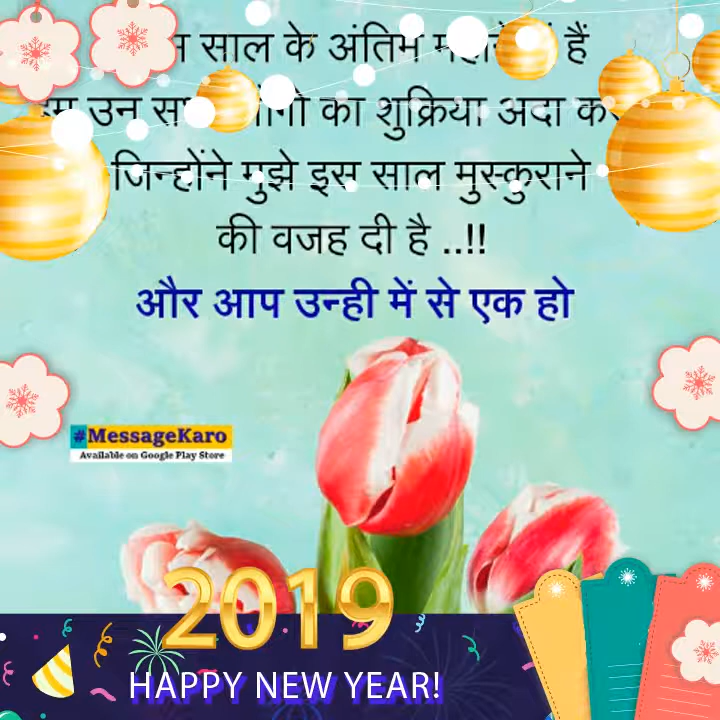 साल के अंतिम हैं
उन का शुक्रिया अदा
जिन्होंने मुझे इस साल मुस्कुराने
की वजह दी है ..!!
और आप उन्ही में से एक हो
#MessageKaro
Available on Google Play Store
2019
HAPPY NEW YEAR!